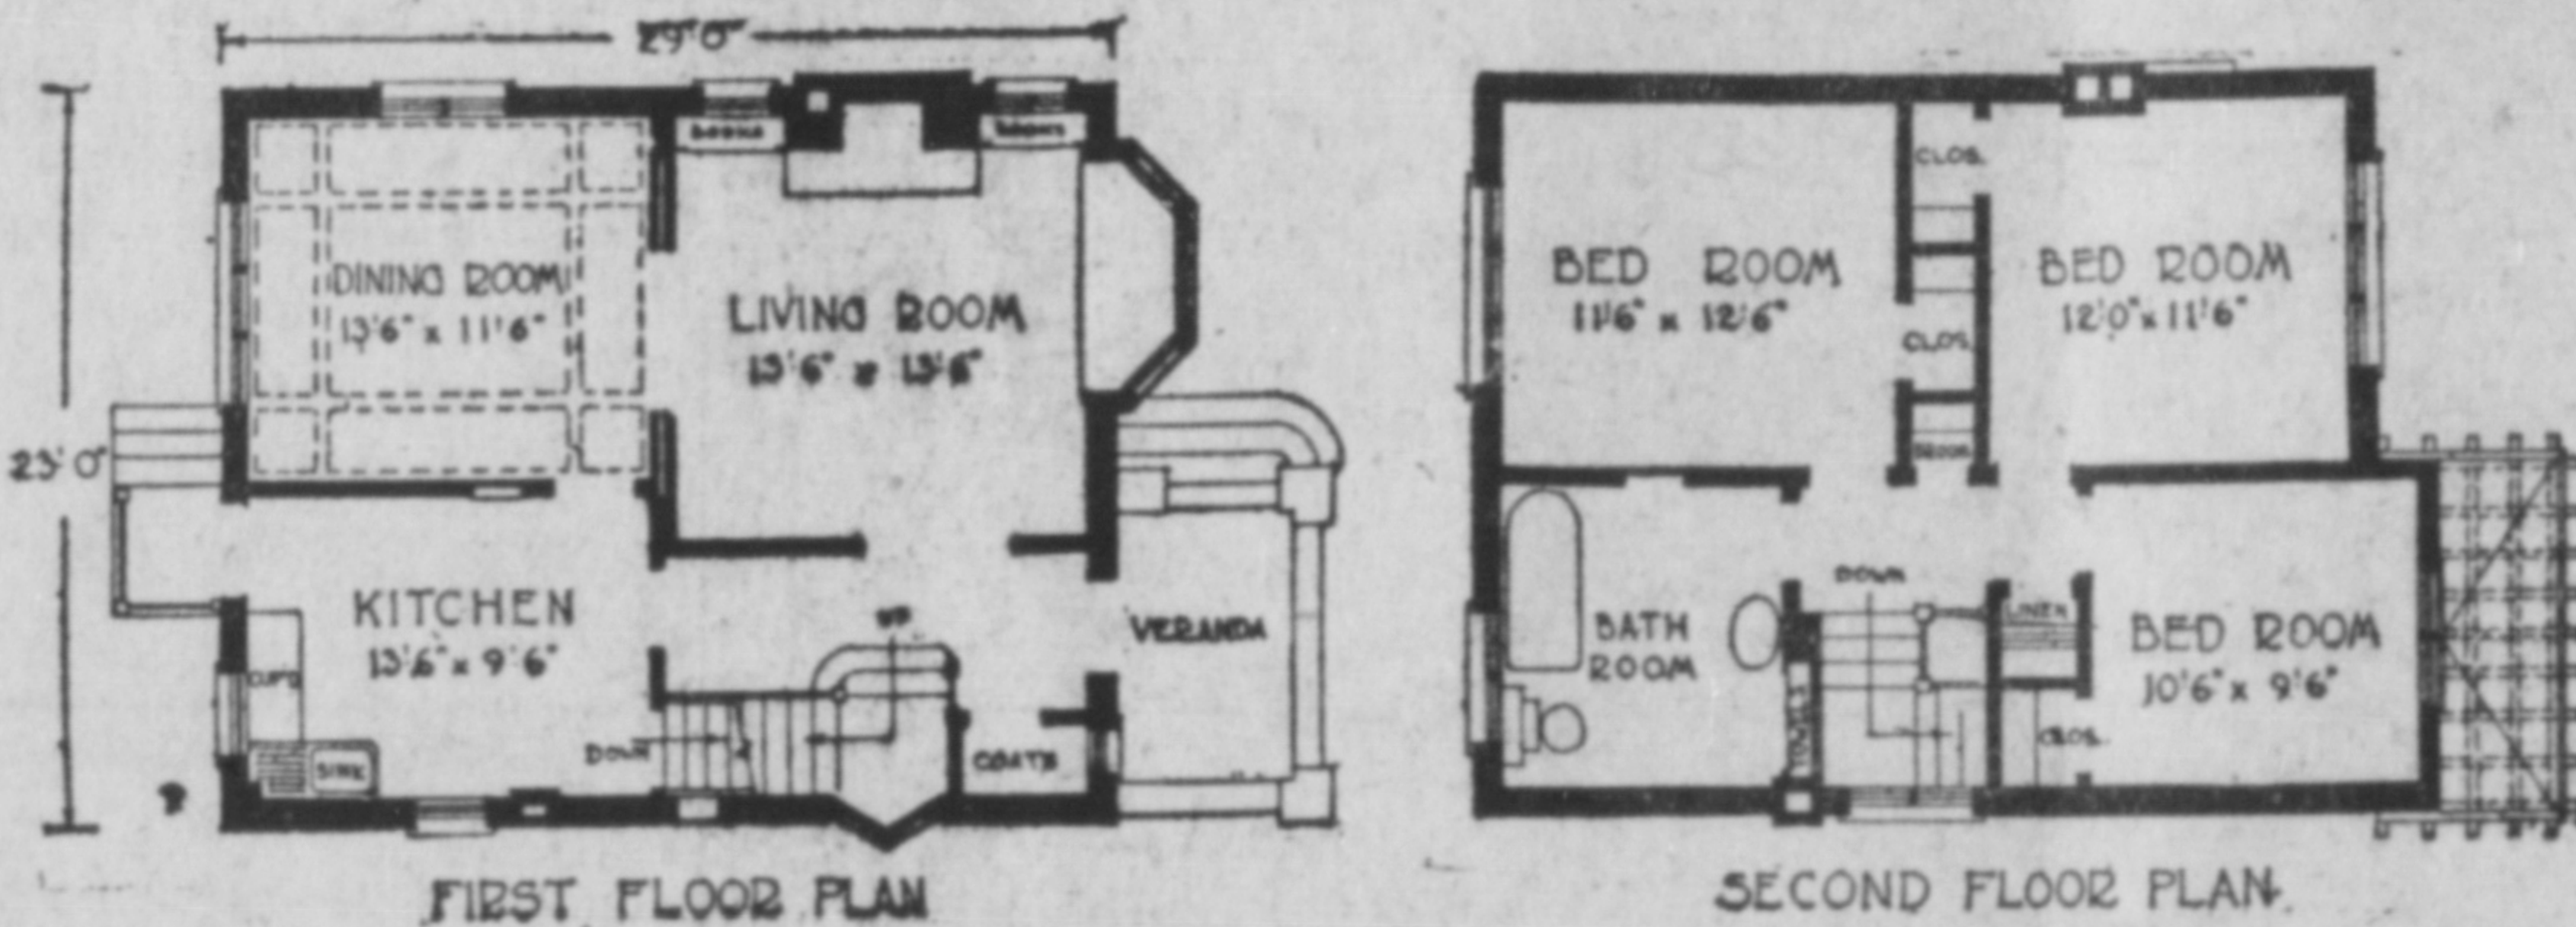 29'0"
23'0"
BOOKS
BOOKS
DINING ROOM
13'6" x 11'6"
LIVING ROOM
13'6" x 13'6"
KITCHEN
13'6" x 9'6"
CUP'D
SINK
DOWN
UP
COATS
VERANDA
FIRST FLOOR PLAN
BED ROOM
11'6" x 12'6"
CLOS.
CLOS.
BROOM
BED ROOM
12'0" x 11'6"
BATH
ROOM
TOWELS
DOWN
LINEN
CLOS.
BED ROOM
10'6" x 9'6"
SECOND FLOOR PLAN.